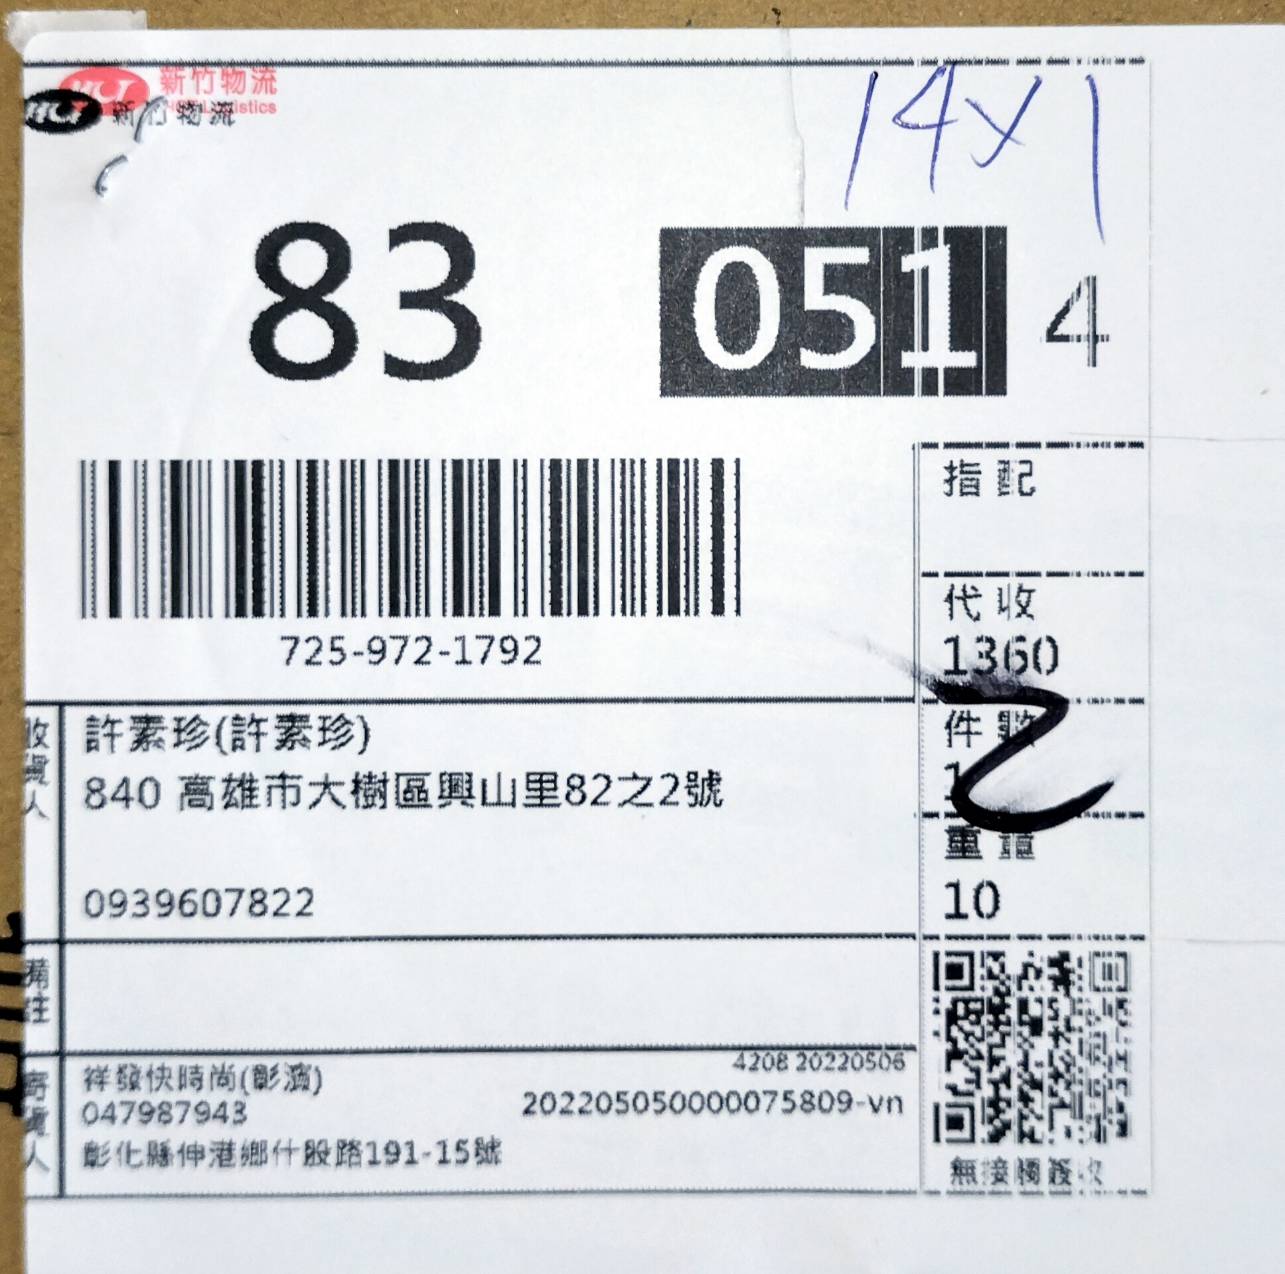 新竹物流
HCT Logistics
HCT 新竹物流
14x1
83
051
4
指配
代收
1360
725-972-1792
件數
1
重量
10
收貨人
許素珍(許素珍)
840 高雄市大樹區興山里82之2號
0939607822
備註
寄貨人
4208 20220506
祥發快時尚(彰濱)
047987943
202205050000075809-vn
彰化縣伸港鄉什股路191-15號
無接觸簽收